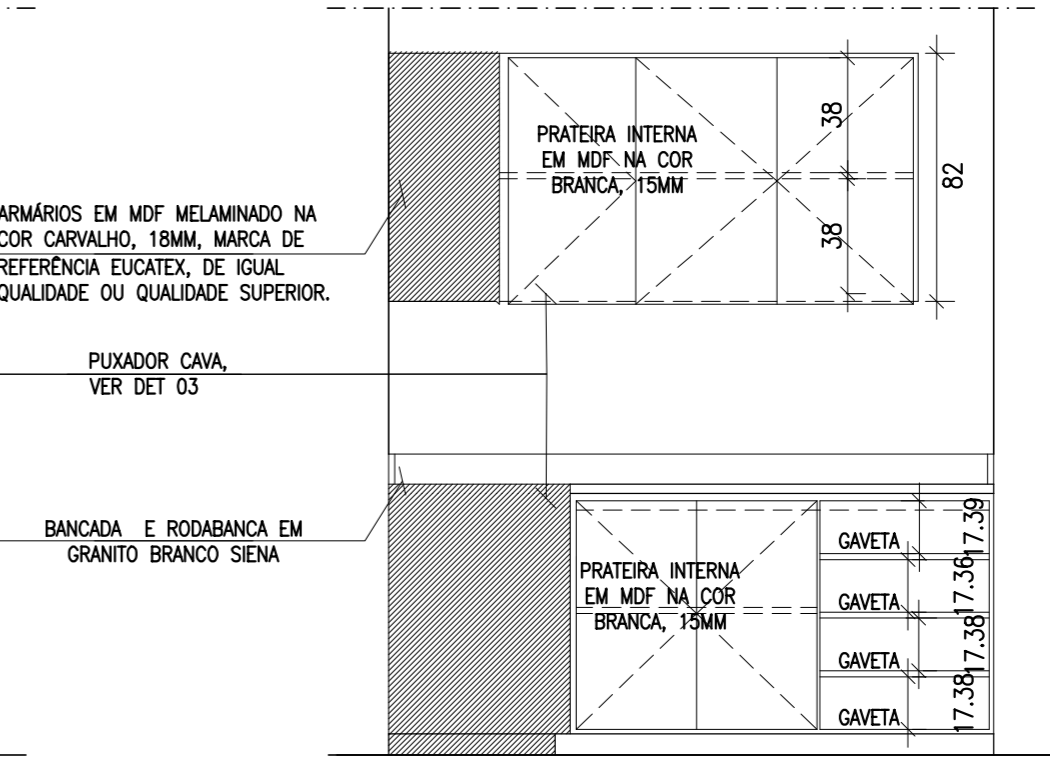 PRATEIRA INTERNA
EM MDF NA COR
BRANCA, 15MM
38
38
82
ARMÁRIOS EM MDF MELAMINADO NA
COR CARVALHO, 18MM, MARCA DE
REFERÊNCIA EUCATEX, DE IGUAL
QUALIDADE OU QUALIDADE SUPERIOR.
PUXADOR CAVA,
VER DET 03
BANCADA E RODABANCA EM
GRANITO BRANCO SIENA
PRATEIRA INTERNA
EM MDF NA COR
BRANCA, 15MM
GAVETA
17.39
GAVETA
17.36
GAVETA
17.38
GAVETA
17.38